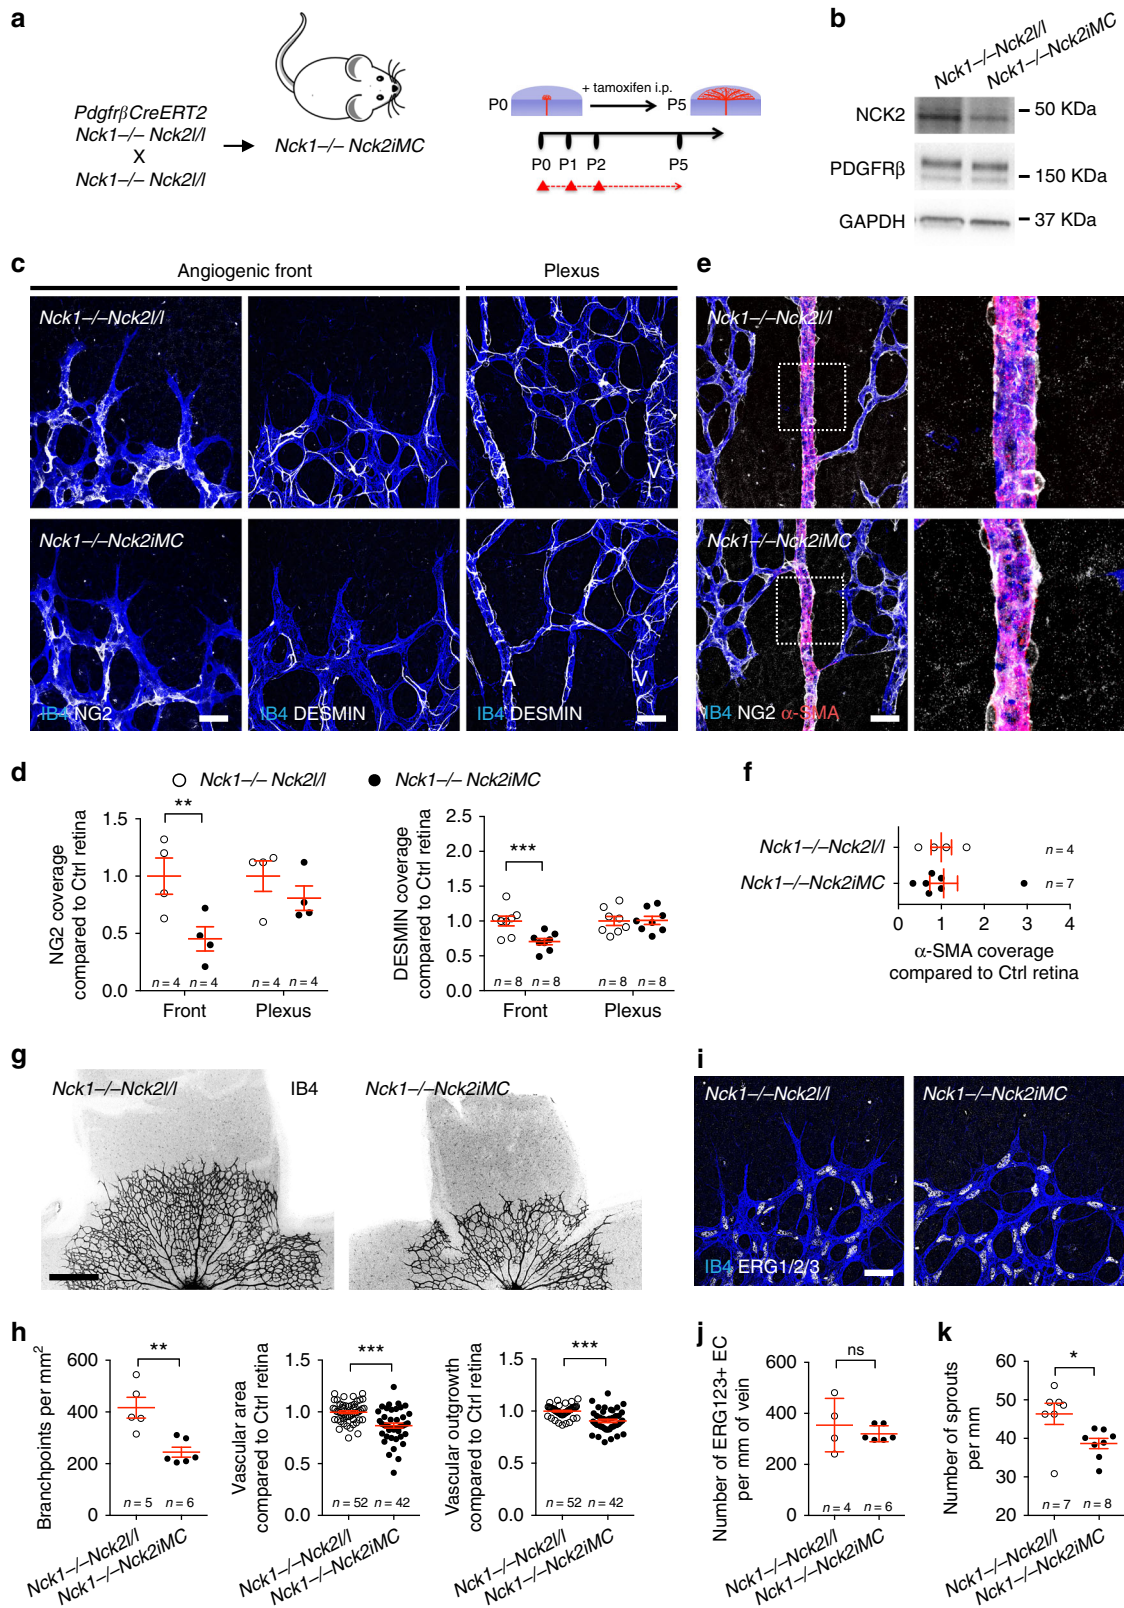 a
PdgfrβCreERT2
Nck1–/– Nck2l/l
X
Nck1–/– Nck2l/l
Nck1–/– Nck2iMC
P0
+ tamoxifen i.p.
P5
P0 P1 P2 P5
b
Nck1–/–Nck2l/l
Nck1–/–Nck2iMC
NCK2
50 KDa
PDGFRβ
150 KDa
GAPDH
37 KDa
c
Angiogenic front
Plexus
Nck1–/–Nck2l/l
A
V
Nck1–/–Nck2iMC
IB4 NG2
IB4 DESMIN
A
V
IB4 DESMIN
e
Nck1–/–Nck2l/l
Nck1–/–Nck2iMC
IB4 NG2 α-SMA
d
Nck1–/– Nck2l/l
Nck1–/– Nck2iMC
NG2 coverage
compared to Ctrl retina
1.5
1.0
0.5
0.0
**
n = 4
n = 4
n = 4
n = 4
Front
Plexus
DESMIN coverage
compared to Ctrl retina
2.5
2.0
1.5
1.0
0.5
0.0
***
n = 8
n = 8
n = 8
n = 8
Front
Plexus
f
Nck1–/–Nck2l/l
n = 4
Nck1–/–Nck2iMC
n = 7
0 1 2 3 4
α-SMA coverage
compared to Ctrl retina
g
Nck1–/–Nck2l/l
IB4
Nck1–/–Nck2iMC
i
Nck1–/–Nck2l/l
Nck1–/–Nck2iMC
IB4 ERG1/2/3
h
Branchpoints per mm2
600
400
200
0
**
n = 5
n = 6
Nck1–/–Nck2l/l
Nck1–/–Nck2iMC
Vascular area
compared to Ctrl retina
1.5
1.0
0.5
0.0
***
n = 52
n = 42
Nck1–/–Nck2l/l
Nck1–/–Nck2iMC
Vascular outgrowth
compared to Ctrl retina
1.5
1.0
0.5
0.0
***
n = 52
n = 42
Nck1–/–Nck2l/l
Nck1–/–Nck2iMC
j
Number of ERG123+ EC
per mm of vein
600
400
200
0
ns
n = 4
n = 6
Nck1–/–Nck2l/l
Nck1–/–Nck2iMC
k
Number of sprouts
per mm
60
50
40
30
20
*
n = 7
n = 8
Nck1–/–Nck2l/l
Nck1–/–Nck2iMC